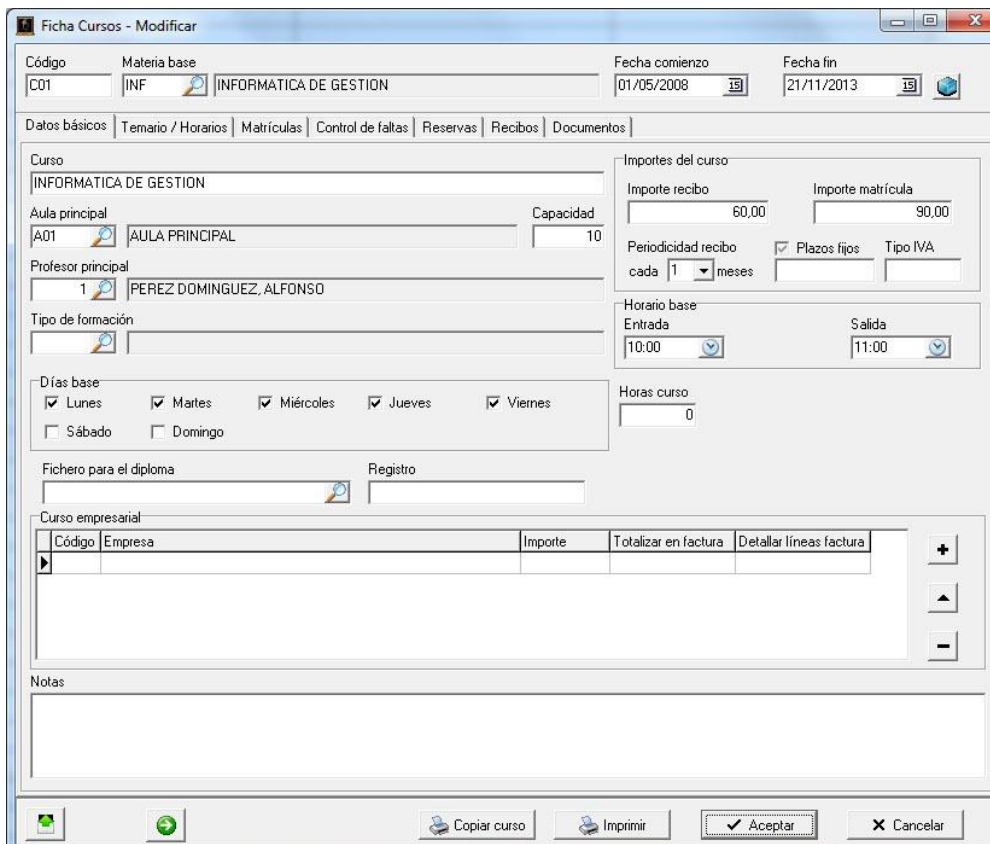 Ficha Cursos - Modificar
Código Materia base Fecha comienzo Fecha fin
C01 INF INFORMATICA DE GESTION 01/05/2008 15 21/11/2013 15
Datos básicos Temario / Horarios Matrículas Control de faltas Reservas Recibos Documentos
Curso
INFORMATICA DE GESTION
Aula principal Capacidad
A01 AULA PRINCIPAL 10
Profesor principal
1 PEREZ DOMINGUEZ, ALFONSO
Tipo de formación
Importes del curso
Importe recibo Importe matrícula
60,00 90,00
Periodicidad recibo Plazos fijos Tipo IVA
cada 1 meses
Horario base
Entrada Salida
10:00 11:00
Días base
Lunes Martes Miércoles Jueves Viernes
Sábado Domingo
Horas curso
0
Fichero para el diploma Registro
Curso empresarial
Código Empresa Importe Totalizar en factura Detallar líneas factura
Notas
Copiar curso Imprimir Aceptar Cancelar